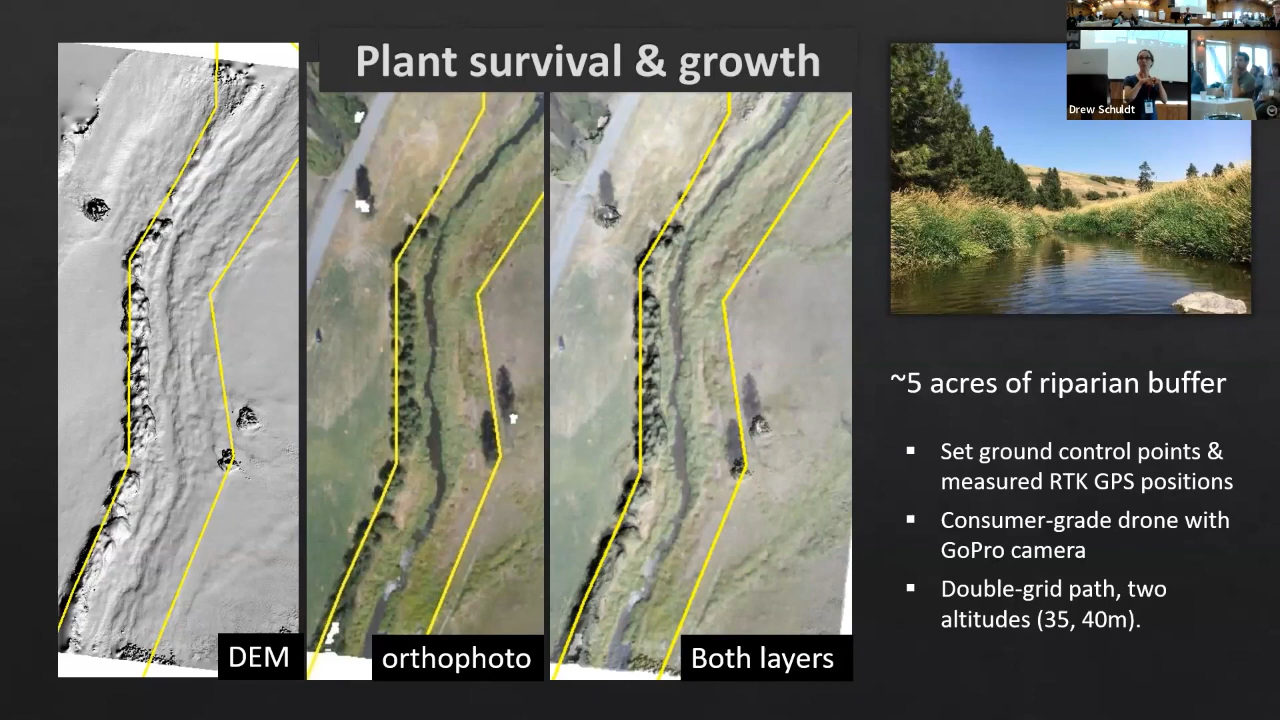 Plant survival & growth
Drew Schuldt
~5 acres of riparian buffer
▪ Set ground control points &
measured RTK GPS positions
▪ Consumer-grade drone with
GoPro camera
▪ Double-grid path, two
altitudes (35, 40m).
DEM
orthophoto
Both layers